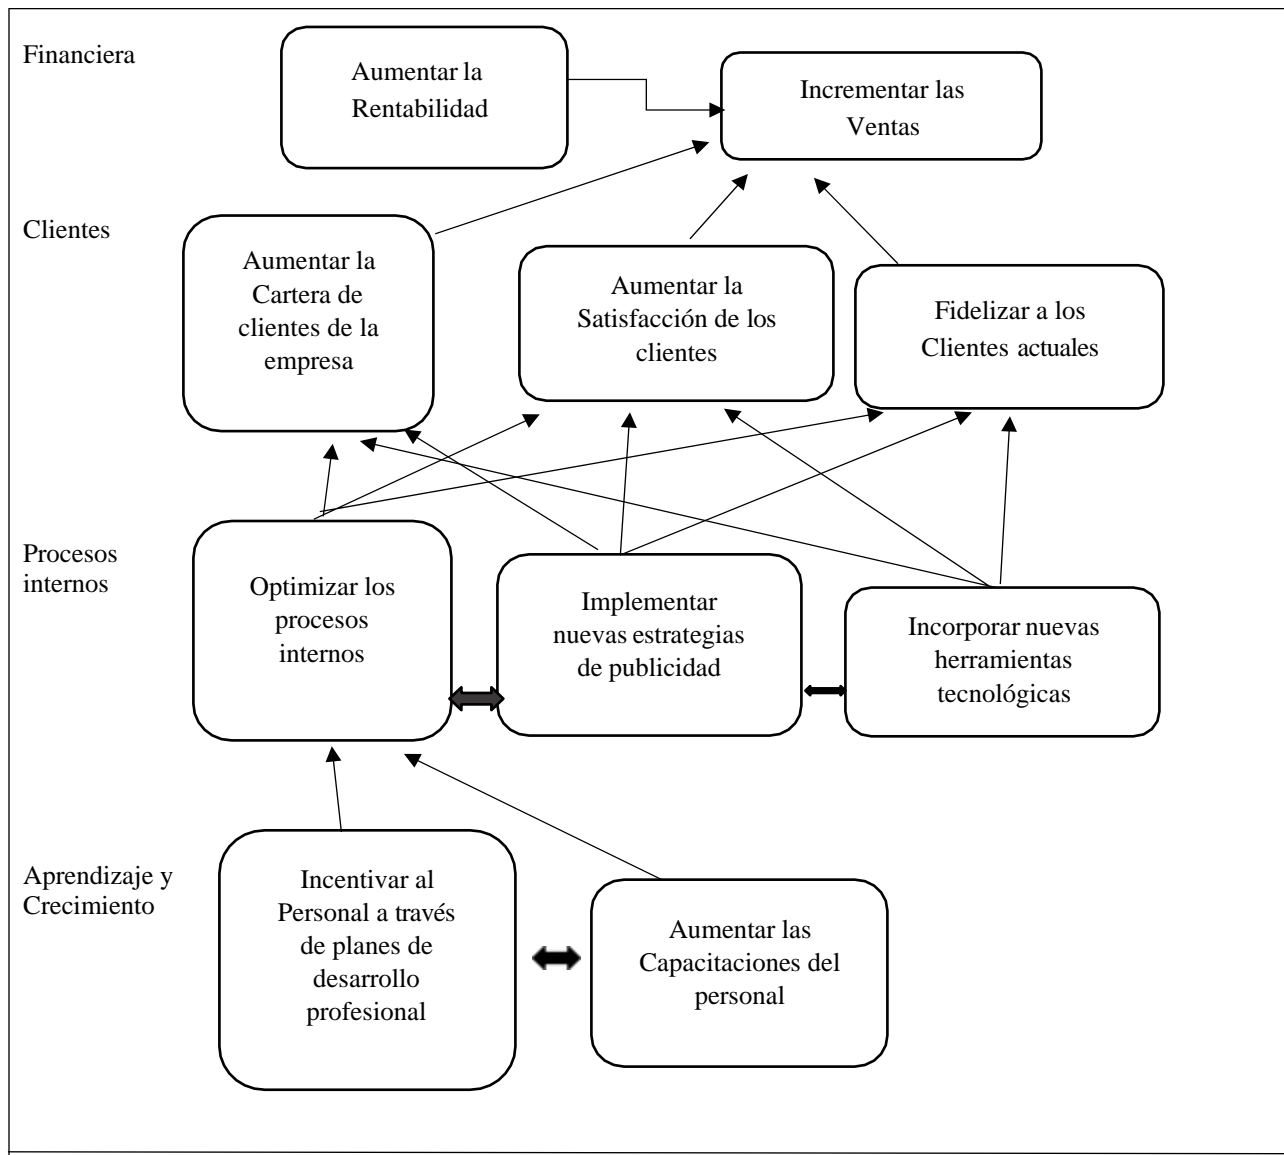 Financiera
Aumentar la
Rentabilidad
Incrementar las
Ventas
Clientes
Aumentar la
Cartera de
clientes de la
empresa
Aumentar la
Satisfacción de los
clientes
Fidelizar a los
Clientes actuales
Procesos
internos
Optimizar los
procesos
internos
Implementar
nuevas estrategias
de publicidad
Incorporar nuevas
herramientas
tecnológicas
Aprendizaje y
Crecimiento
Incentivar al
Personal a través
de planes de
desarrollo
profesional
Aumentar las
Capacitaciones del
personal